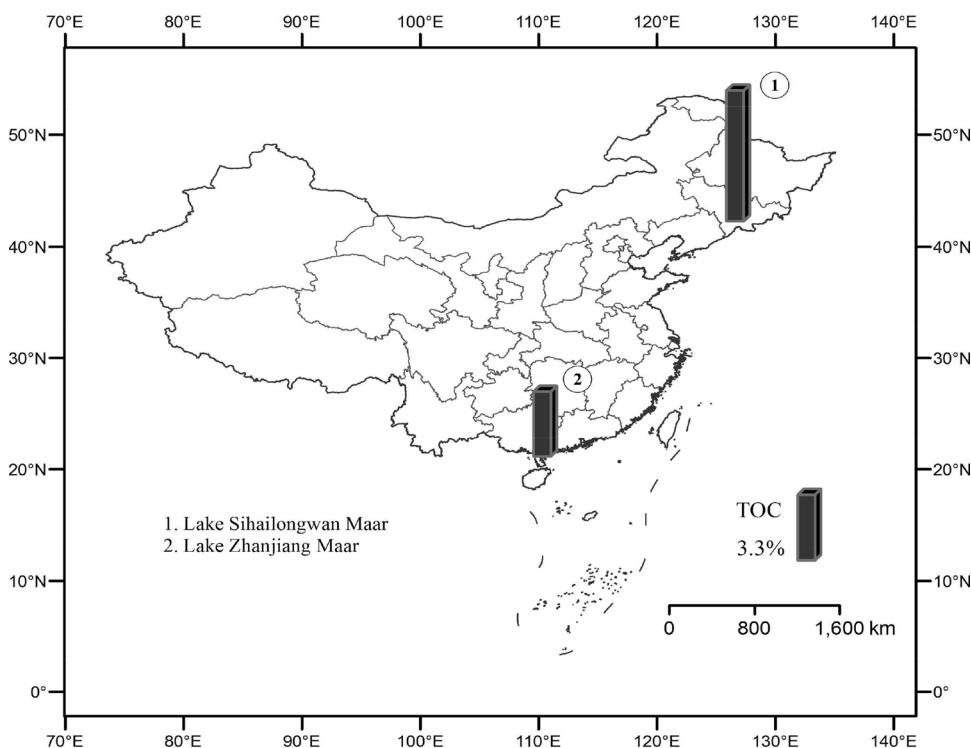 70°E 80°E 90°E 100°E 110°E 120°E 130°E 140°E
1
50°N 50°N
40°N 40°N
30°N 30°N
2
20°N 20°N
TOC
1. Lake Sihailongwan Maar
2. Lake Zhanjiang Maar
3.3%
10°N 10°N
0 800 1,600 km
0° 0°
70°E 80°E 90°E 100°E 110°E 120°E 130°E 140°E